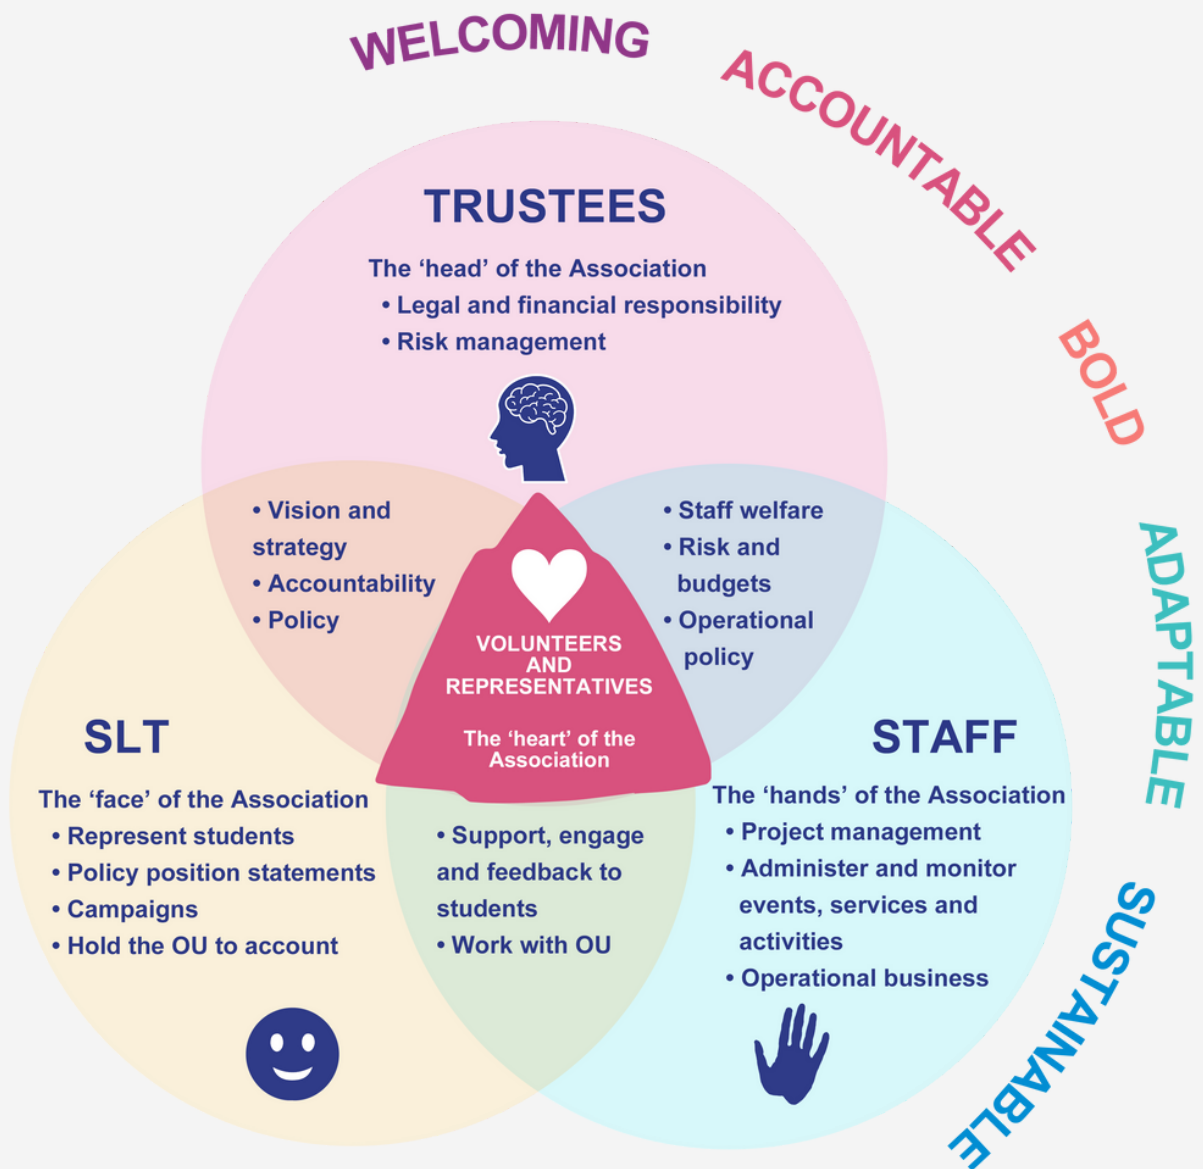 WELCOMING
ACCOUNTABLE
BOLD
ADAPTABLE
SUSTAINABLE
TRUSTEES
The ‘head’ of the Association
• Legal and financial responsibility
• Risk management
• Vision and
strategy
• Accountability
• Policy
• Staff welfare
• Risk and
budgets
• Operational
policy
VOLUNTEERS
AND
REPRESENTATIVES
The ‘heart’ of the
Association
SLT
The ‘face’ of the Association
• Represent students
• Policy position statements
• Campaigns
• Hold the OU to account
• Support, engage
and feedback to
students
• Work with OU
STAFF
The ‘hands’ of the Association
• Project management
• Administer and monitor
events, services and
activities
• Operational business